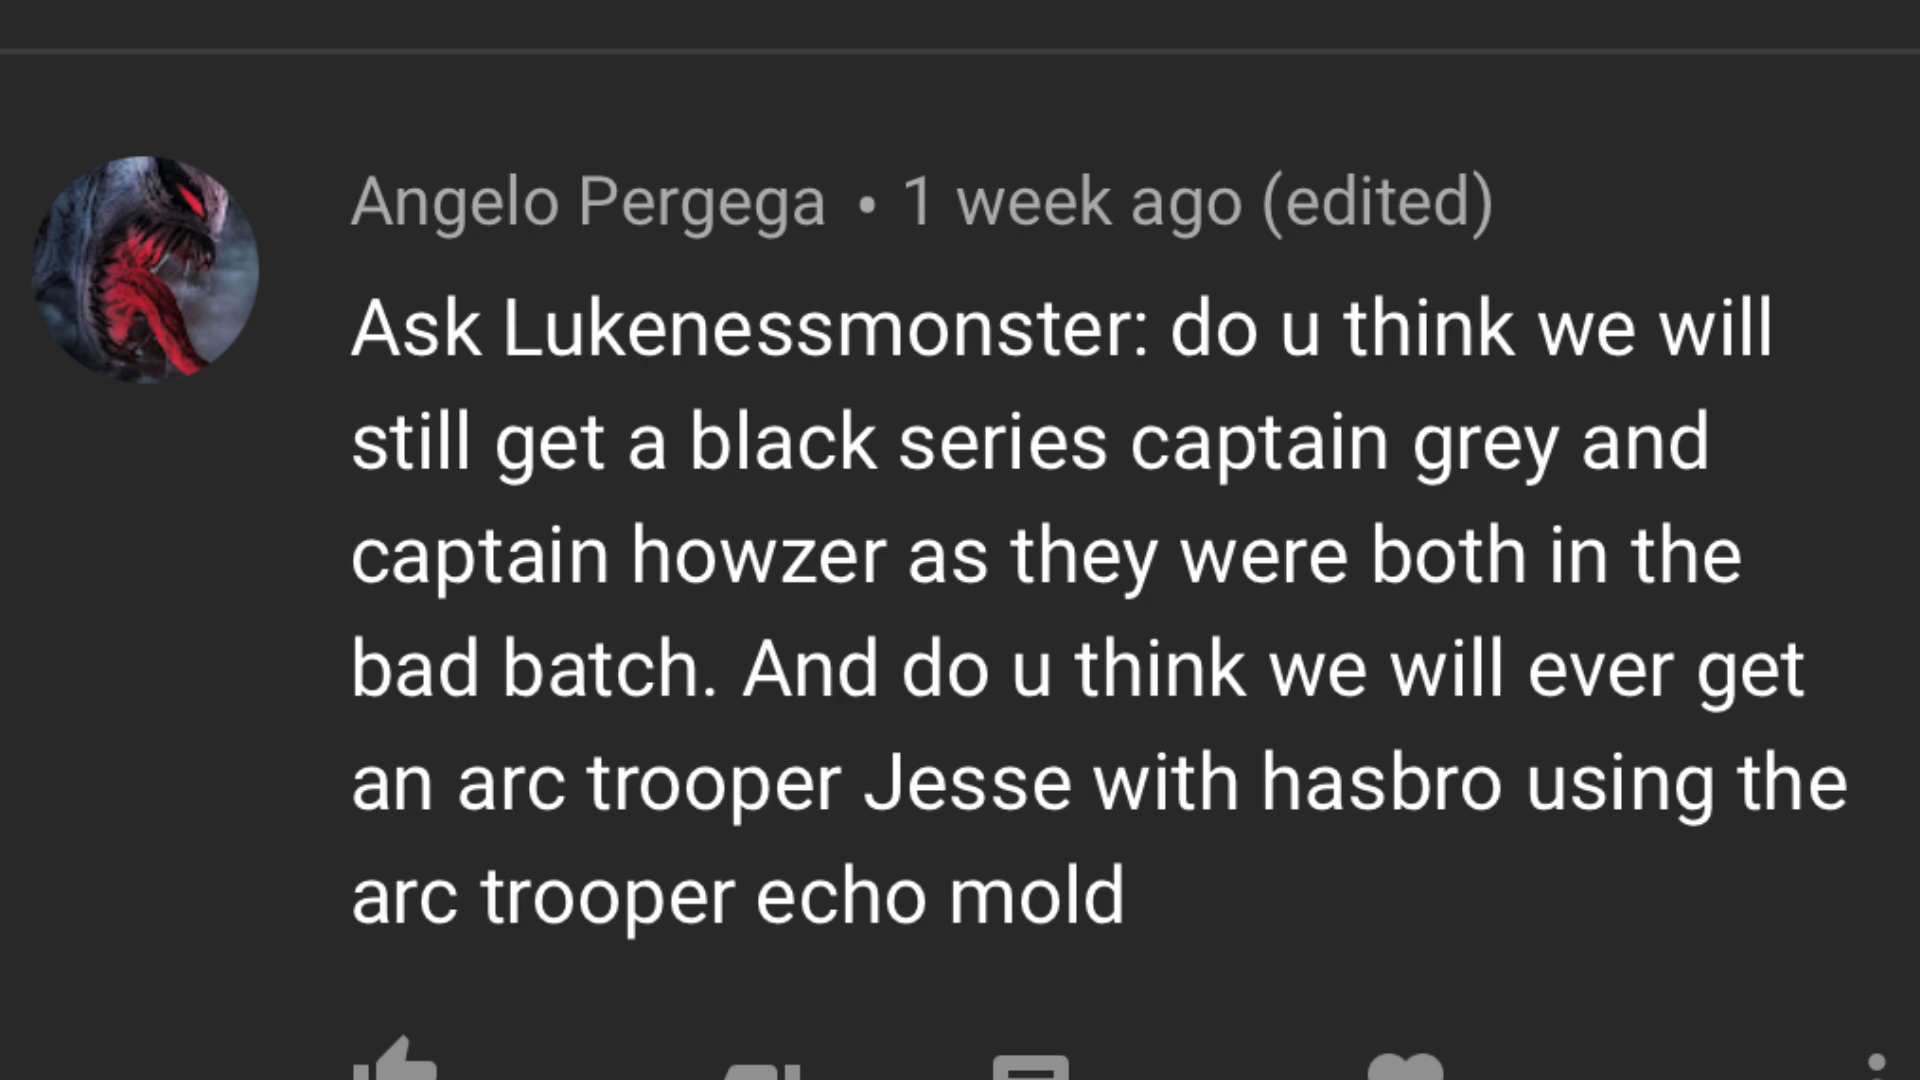 Angelo Pergega • 1 week ago (edited)
Ask Lukenessmonster: do u think we will
still get a black series captain grey and
captain howzer as they were both in the
bad batch. And do u think we will ever get
an arc trooper Jesse with hasbro using the
arc trooper echo mold